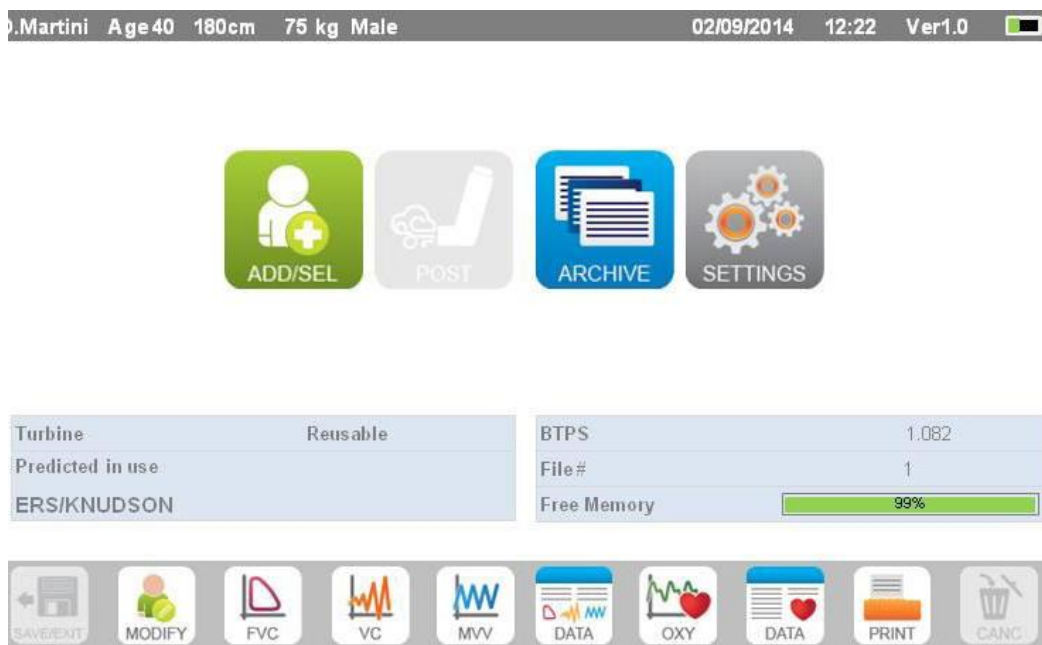 .Martini Age40 180cm 75 kg Male 02/09/2014 12:22 Ver1.0
ADD/SEL POST ARCHIVE SETTINGS
Turbine Reusable
Predicted in use
ERS/KNUDSON
BTPS 1.082
File# 1
Free Memory 99%
SAVE/EXIT MODIFY FVC VC MVV DATA OXY DATA PRINT CANC